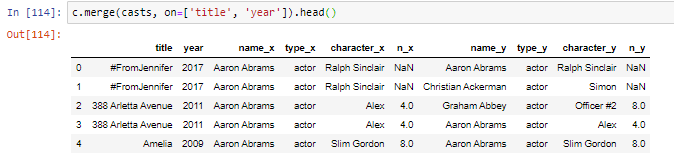 In [114]: c.merge(casts, on=['title', 'year']).head()
Out[114]:
title year name_x type_x character_x n_x name_y type_y character_y n_y
0 #FromJennifer 2017 Aaron Abrams actor Ralph Sinclair NaN Aaron Abrams actor Ralph Sinclair NaN
1 #FromJennifer 2017 Aaron Abrams actor Ralph Sinclair NaN Christian Ackerman actor Simon NaN
2 388 Arletta Avenue 2011 Aaron Abrams actor Alex 4.0 Graham Abbey actor Officer #2 8.0
3 388 Arletta Avenue 2011 Aaron Abrams actor Alex 4.0 Aaron Abrams actor Alex 4.0
4 Amelia 2009 Aaron Abrams actor Slim Gordon 8.0 Aaron Abrams actor Slim Gordon 8.0